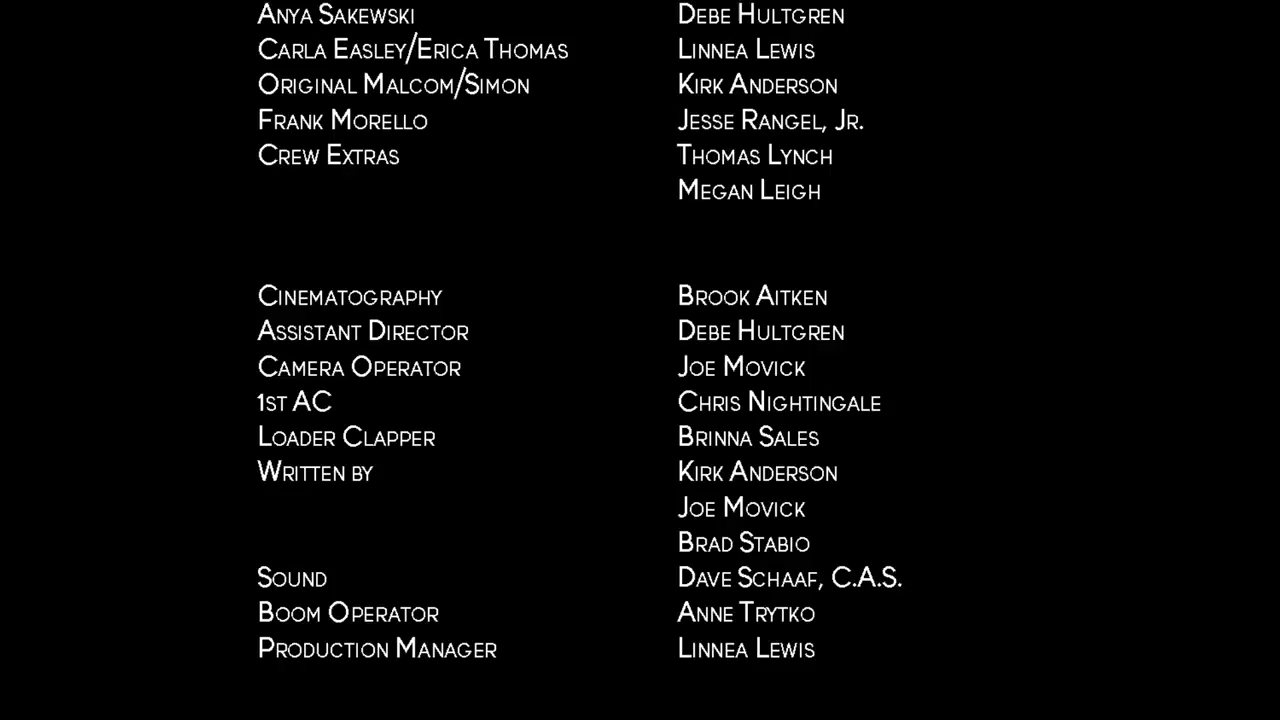 Anya Sakewski Debe Hultgren
Carla Easley/Erica Thomas Linnea Lewis
Original Malcom/Simon Kirk Anderson
Frank Morello Jesse Rangel, Jr.
Crew Extras Thomas Lynch
Megan Leigh
Cinematography Brook Aitken
Assistant Director Debe Hultgren
Camera Operator Joe Movick
1st AC Chris Nightingale
Loader Clapper Brinna Sales
Written by Kirk Anderson
Joe Movick
Brad Stabio
Sound Dave Schaaf, C.A.S.
Boom Operator Anne Trytko
Production Manager Linnea Lewis